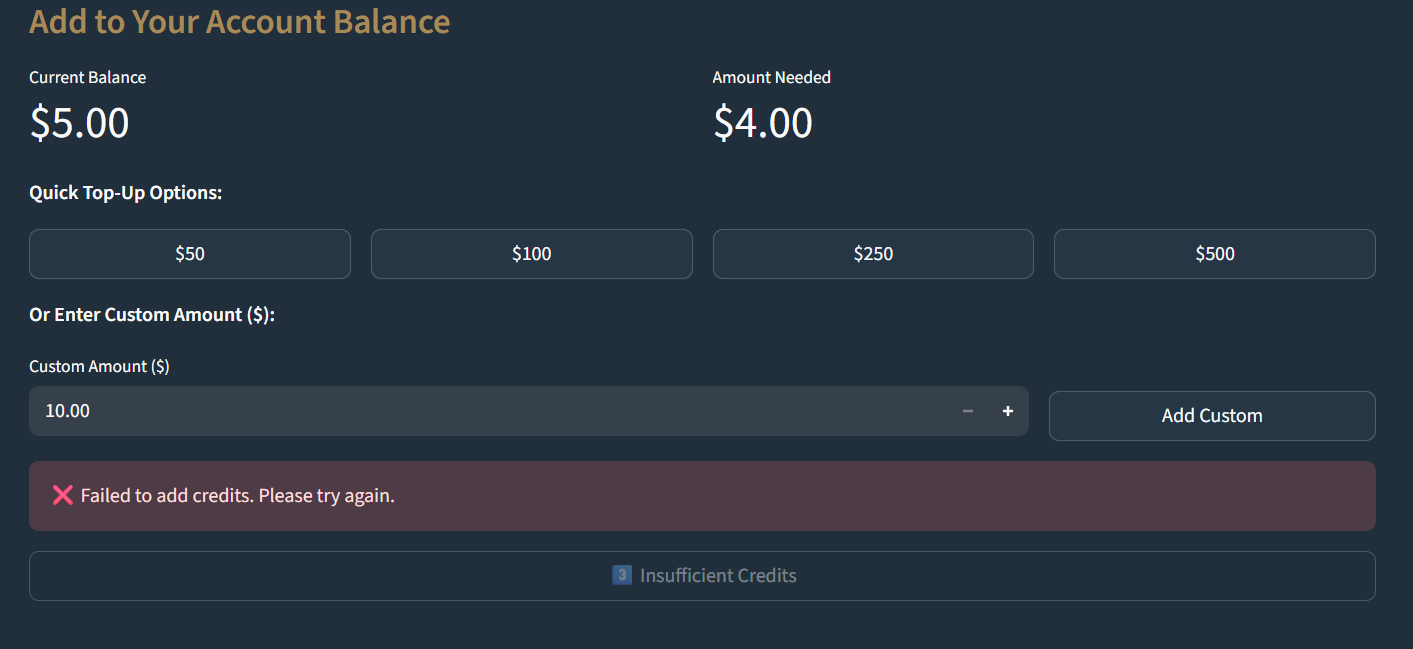 Add to Your Account Balance
Current Balance
Amount Needed
$5.00
$4.00
Quick Top-Up Options:
$50
$100
$250
$500
Or Enter Custom Amount ($):
Custom Amount ($)
10.00
− +
Add Custom
❌ Failed to add credits. Please try again.
3️⃣ Insufficient Credits